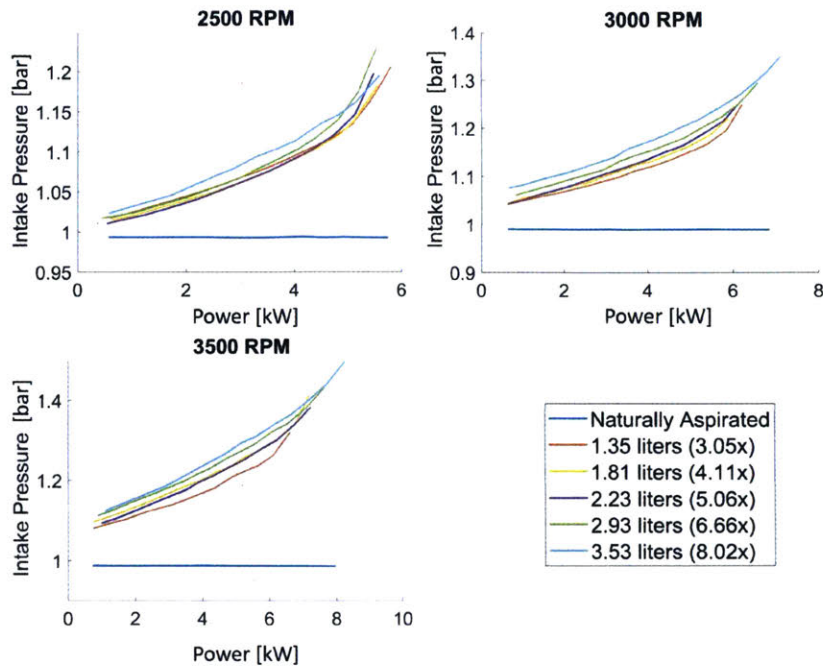 2500 RPM
Intake Pressure [bar]
1.2
1.15
1.1
1.05
1
0.95
0 2 4 6
Power [kW]
3000 RPM
Intake Pressure [bar]
1.4
1.3
1.2
1.1
1
0.9
0 2 4 6 8
Power [kW]
3500 RPM
Intake Pressure [bar]
1.4
1.2
1
0 2 4 6 8 10
Power [kW]
Naturally Aspirated
1.35 liters (3.05x)
1.81 liters (4.11x)
2.23 liters (5.06x)
2.93 liters (6.66x)
3.53 liters (8.02x)